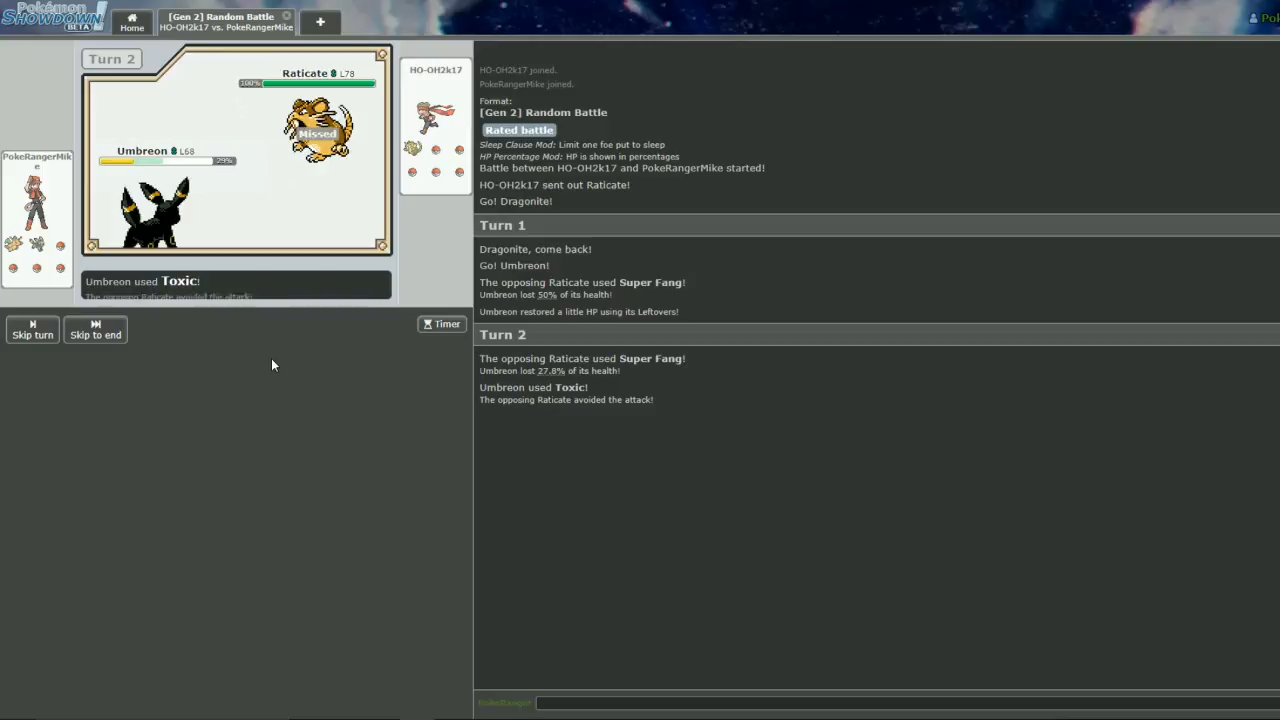 Pokémon
SHOWDOWN!
BETA
Home
[Gen 2] Random Battle
HO-OH2k17 vs. PokeRangerMike
+
Turn 2
Raticate L78
100%
Missed
Umbreon L68
29%
PokeRangerMik
e
HO-OH2k17
Umbreon used Toxic!
The opposing Raticate avoided the attack!
Skip turn
Skip to end
Timer
HO-OH2k17 joined.
PokeRangerMike joined.
Format:
[Gen 2] Random Battle
Rated battle
Sleep Clause Mod: Limit one foe put to sleep
HP Percentage Mod: HP is shown in percentages
Battle between HO-OH2k17 and PokeRangerMike started!
HO-OH2k17 sent out Raticate!
Go! Dragonite!
Turn 1
Dragonite, come back!
Go! Umbreon!
The opposing Raticate used Super Fang!
Umbreon lost 50% of its health!
Umbreon restored a little HP using its Leftovers!
Turn 2
The opposing Raticate used Super Fang!
Umbreon lost 27.8% of its health!
Umbreon used Toxic!
The opposing Raticate avoided the attack!